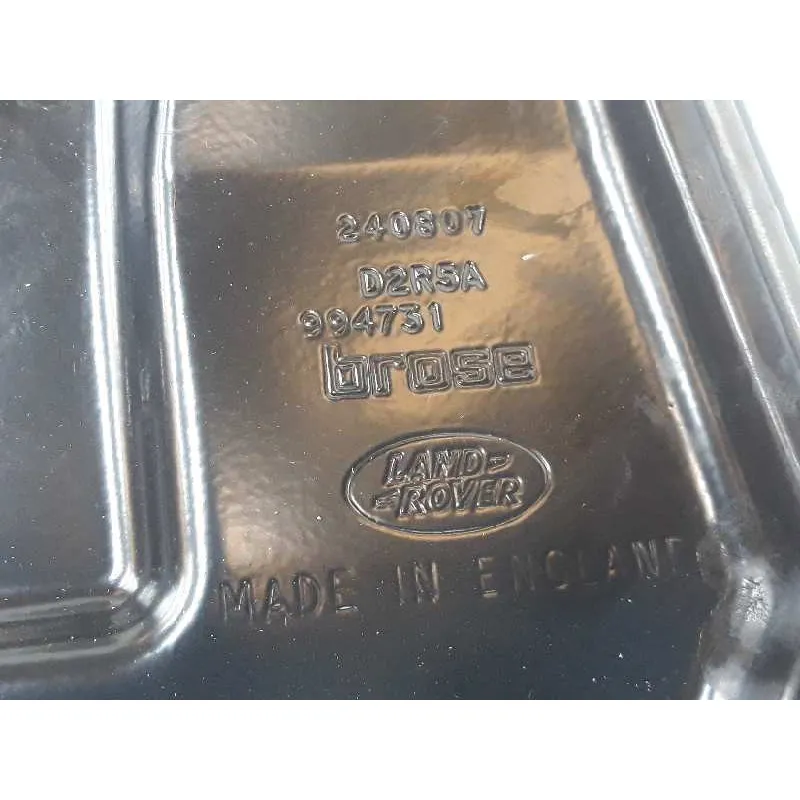 240807
D2R5A
994731
brose
LAND
ROVER
MADE IN ENGLAND